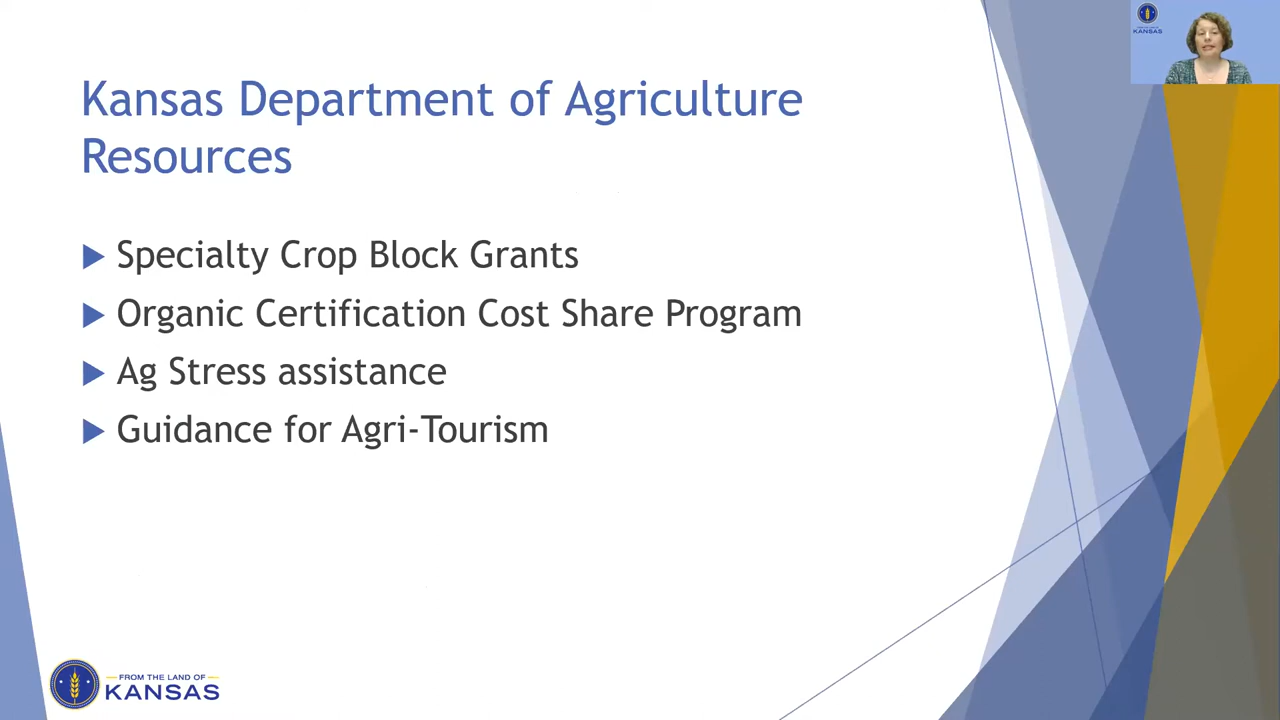 Kansas Department of Agriculture
Resources
Specialty Crop Block Grants
Organic Certification Cost Share Program
Ag Stress assistance
Guidance for Agri-Tourism
FROM THE LAND OF
KANSAS
KANSAS